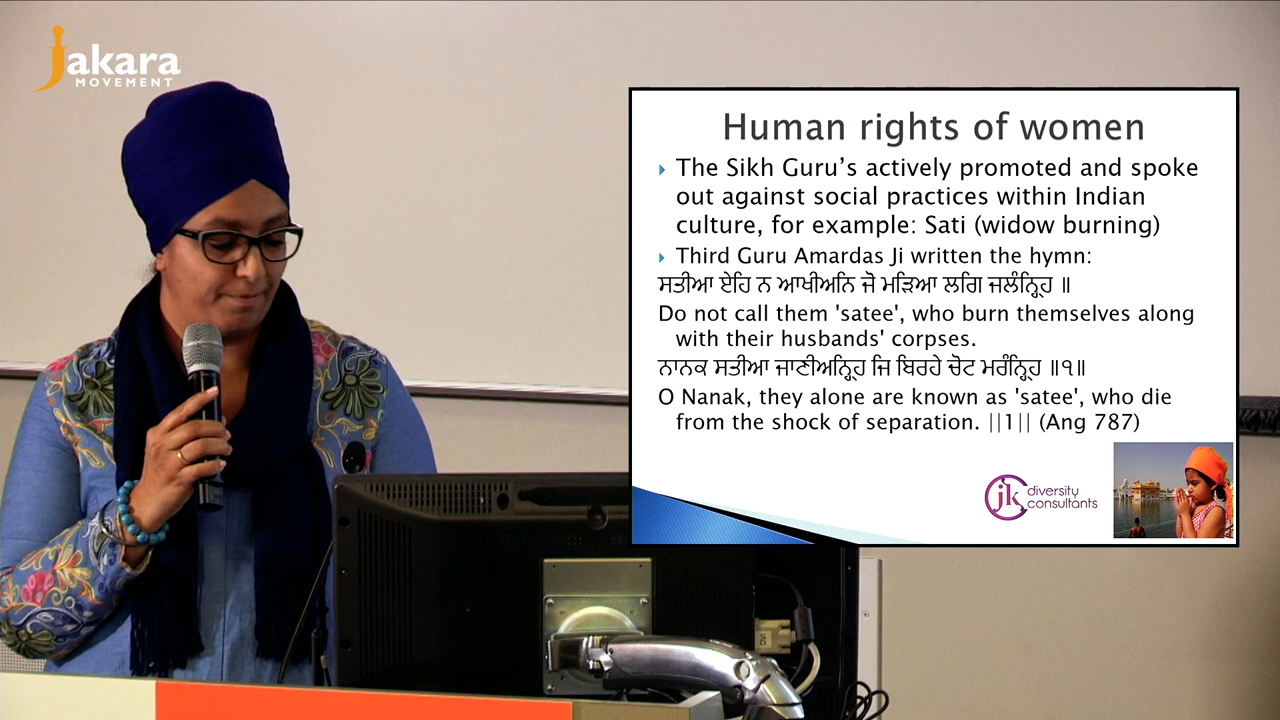 jakara
MOVEMENT
Human rights of women
The Sikh Guru’s actively promoted and spoke
out against social practices within Indian
culture, for example: Sati (widow burning)
Third Guru Amardas Ji written the hymn:
ਸਤੀਆ ਏਹਿ ਨ ਆਖੀਅਨਿ ਜੋ ਮੜਿਆ ਲਗਿ ਜਲੰਨ੍ਹਿ ॥
Do not call them 'satee', who burn themselves along
with their husbands' corpses.
ਨਾਨਕ ਸਤੀਆ ਜਾਣੀਅਨ੍ਹਿ ਜਿ ਬਿਰਹੇ ਚੋਟ ਮਰੰਨ੍ਹਿ ॥੧॥
O Nanak, they alone are known as 'satee', who die
from the shock of separation. ||1|| (Ang 787)
jk diversity
consultants